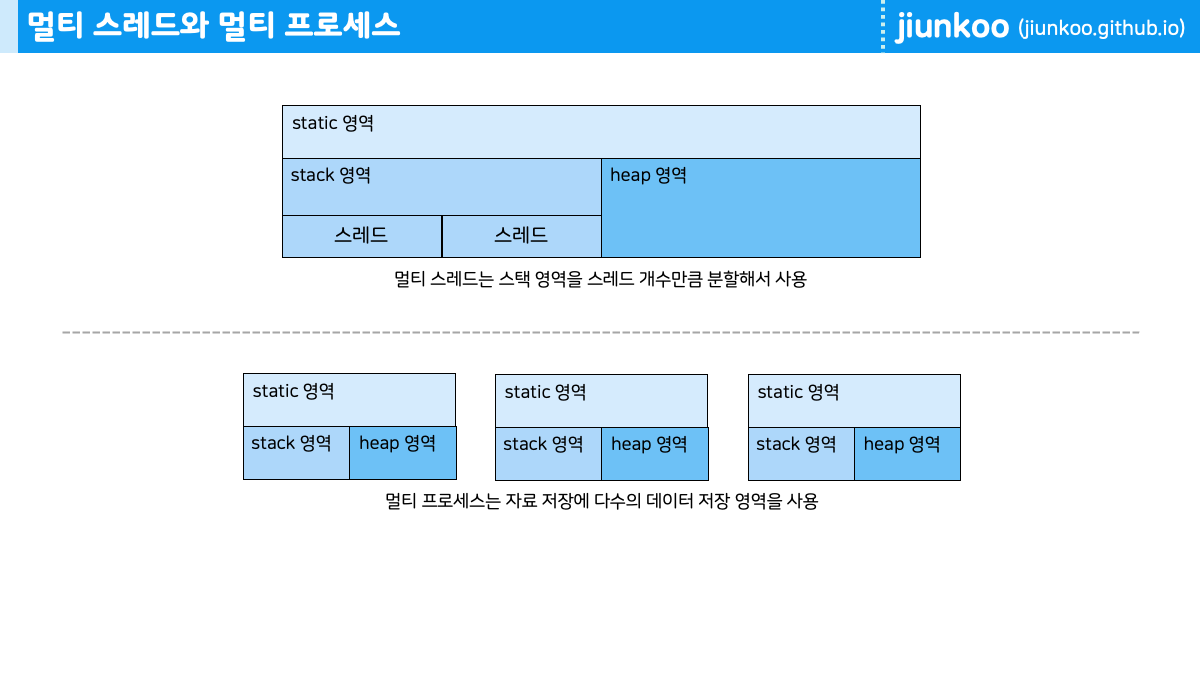 멀티 스레드와 멀티 프로세스
jiunkoo (jiunkoo.github.io)
static 영역
stack 영역
heap 영역
스레드
스레드
멀티 스레드는 스택 영역을 스레드 개수만큼 분할해서 사용
static 영역
stack 영역
heap 영역
static 영역
stack 영역
heap 영역
static 영역
stack 영역
heap 영역
멀티 프로세스는 자료 저장에 다수의 데이터 저장 영역을 사용